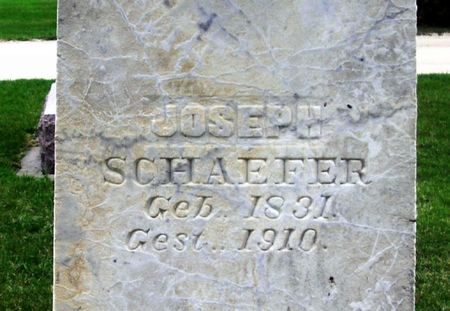 JOSEPH
SCHAEFER
Geb. 1831.
Gest. 1910.